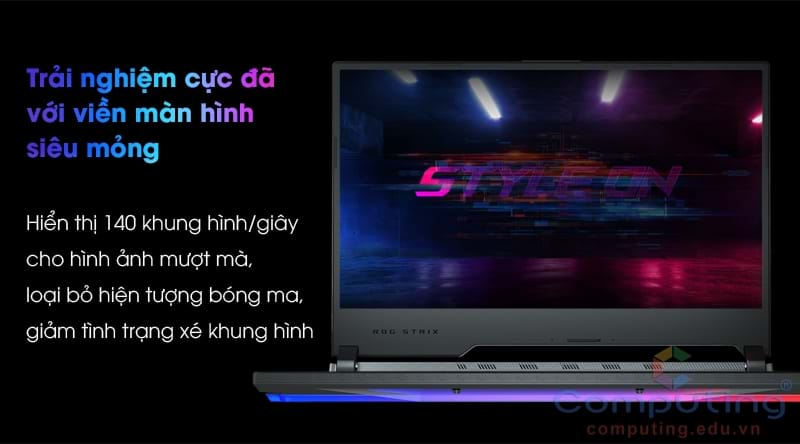 Trải nghiệm cực đã
với viền màn hình
siêu mỏng
Hiển thị 140 khung hình/giây
cho hình ảnh mượt mà,
loại bỏ hiện tượng bóng ma,
giảm tình trạng xé khung hình
STYLE ON
ROG STRIX
Computing®
computing.edu.vn